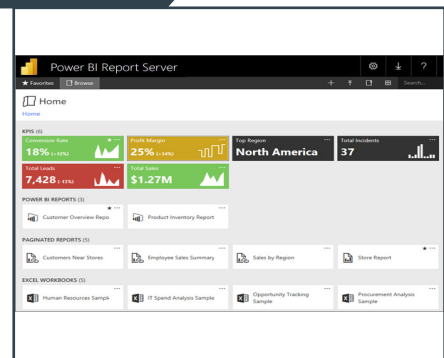 Power BI Report Server
?
★ Favorites Browse
Search...
Home
Home
KPIS (6)
Conversion Rate
18% (+12%)
Profit Margin
25% (+14%)
Top Region
North America
Total Incidents
37
Total Leads
7,428 (-13%)
Total Sales
$1.27M
POWER BI REPORTS (3)
Customer Overview Repo
Product Inventory Report
PAGINATED REPORTS (5)
Customers Near Stores
Employee Sales Summary
Sales by Region
Store Report
EXCEL WORKBOOKS (5)
Human Resources Sampl
IT Spend Analysis Sample
Opportunity Tracking
Sample
Procurement Analysis
Sample